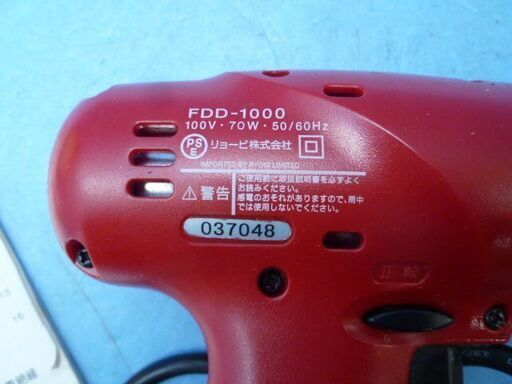 FDD-1000
100V・70W・50/60Hz
PS
E
リョービ株式会社
IMPORTED BY RYOBI LIMITED
警告
ご使用前に取扱説明書を必ずよく
お読みください。
感電のおそれがありますので、雨中
では使用しないでください。
037048
正転